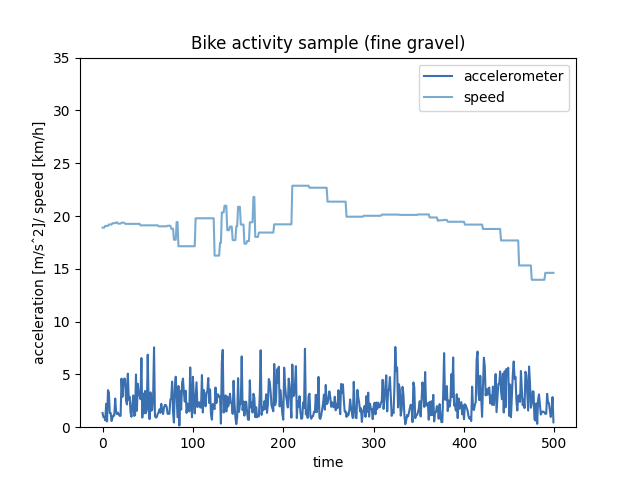 Bike activity sample (fine gravel)
accelerometer
speed
35
30
25
20
15
10
5
0
acceleration [m/s^2]/ speed [km/h]
0 100 200 300 400 500
time